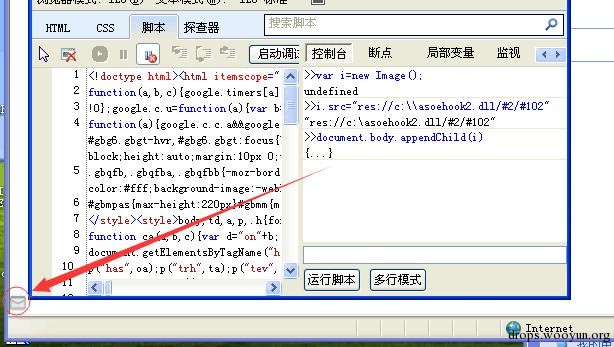 HTML CSS 脚本 探查器 搜索脚本
启动调试 控制台 断点 局部变量 监视
1 <!doctype html><html itemscope="
2 function(a,b,c){google.timers[a]
3 !0};google.c.u=function(a){var b=
4 function(a){google.c.c.a&&google
#gbg6.gbgt-hvr,#gbg6.gbgt:focus{
block;height:auto;margin:10px 0;
5 .gbqfb,.gbqfba,.gbqfbb{-moz-bord
color:#fff;background-image:-web
6 #gbmpas{max-height:220px}#gbmm{m
7 </style><style>body,td,a,p,.h{fo
8 function ca(a,b,c){var d="on"+b;
9 document.getElementsByTagName("h
10 p("has",oa);p("trh",ta);p("tev",
11
>>var i=new Image();
undefined
>>i.src="res://c:\\asoehook2.dll/#2/#102"
"res://c:\asoehook2.dll/#2/#102"
>>document.body.appendChild(i)
{...}
运行脚本 多行模式
Internet
drops.wooyun.org